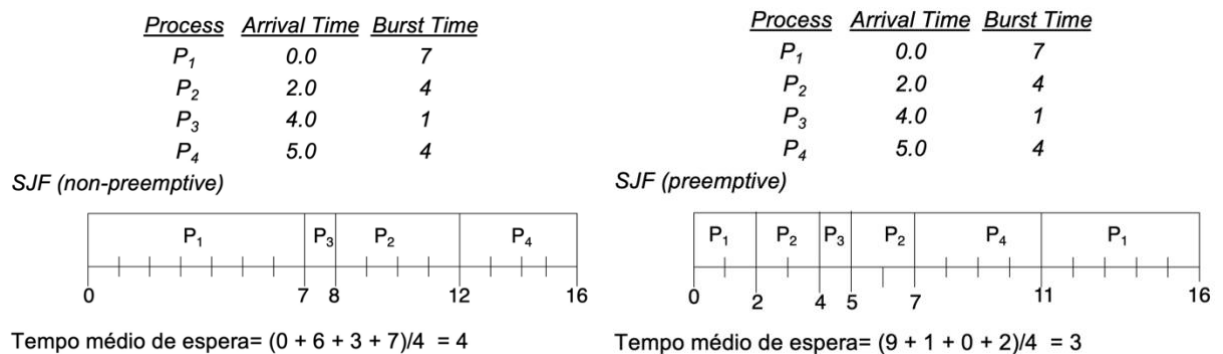 Process Arrival Time Burst Time
P₁ 0.0 7
P₂ 2.0 4
P₃ 4.0 1
P₄ 5.0 4
SJF (non-preemptive)
P₁ P₃ P₂ P₄
0 7 8 12 16
Tempo médio de espera= (0 + 6 + 3 + 7)/4 = 4
Process Arrival Time Burst Time
P₁ 0.0 7
P₂ 2.0 4
P₃ 4.0 1
P₄ 5.0 4
SJF (preemptive)
P₁ P₂ P₃ P₂ P₄ P₁
0 2 4 5 7 11 16
Tempo médio de espera= (9 + 1 + 0 + 2)/4 = 3